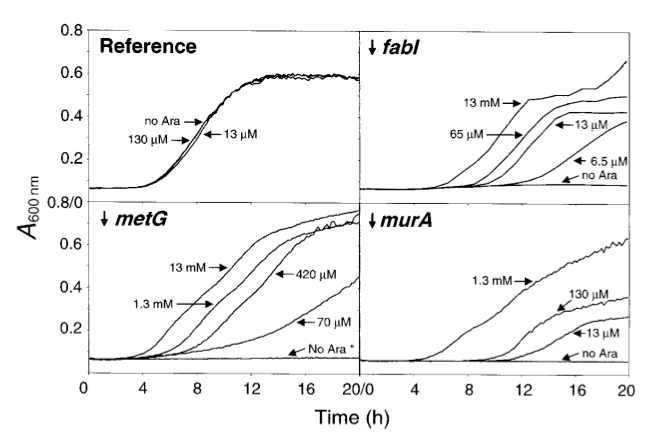 0.8
Reference
↓ fabI
0.6
13 mM
0.4
no Ara
130 µM
13 µM
65 µM
13 µM
0.2
6.5 µM
no Ara
A600 nm
0.8/0
↓ metG
↓ murA
0.6
13 mM
420 µM
1.3 mM
0.4
1.3 mM
130 µM
70 µM
13 µM
0.2
No Ara *
no Ara
0 4 8 12 16 20/0 4 8 12 16 20
Time (h)